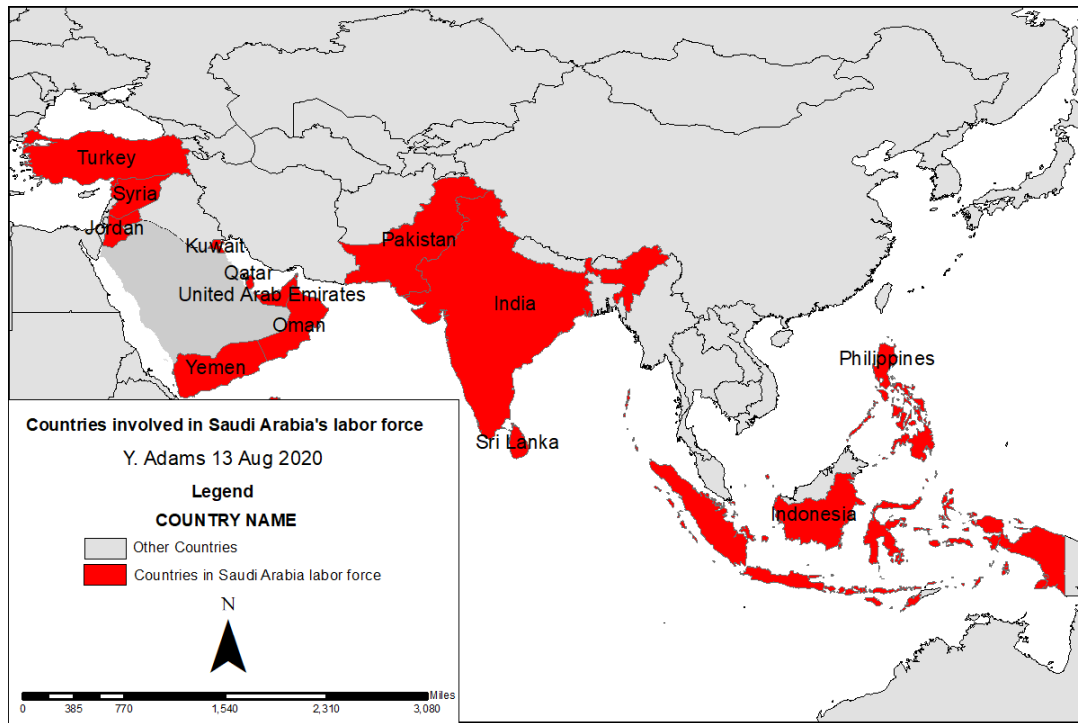 Turkey
Syria
Jordan
Kuwait
Qatar
United Arab Emirates
Oman
Yemen
Pakistan
India
Sri Lanka
Philippines
Indonesia
Countries involved in Saudi Arabia's labor force
Y. Adams 13 Aug 2020
Legend
COUNTRY NAME
Other Countries
Countries in Saudi Arabia labor force
N
Miles
0 385 770 1,540 2,310 3,080